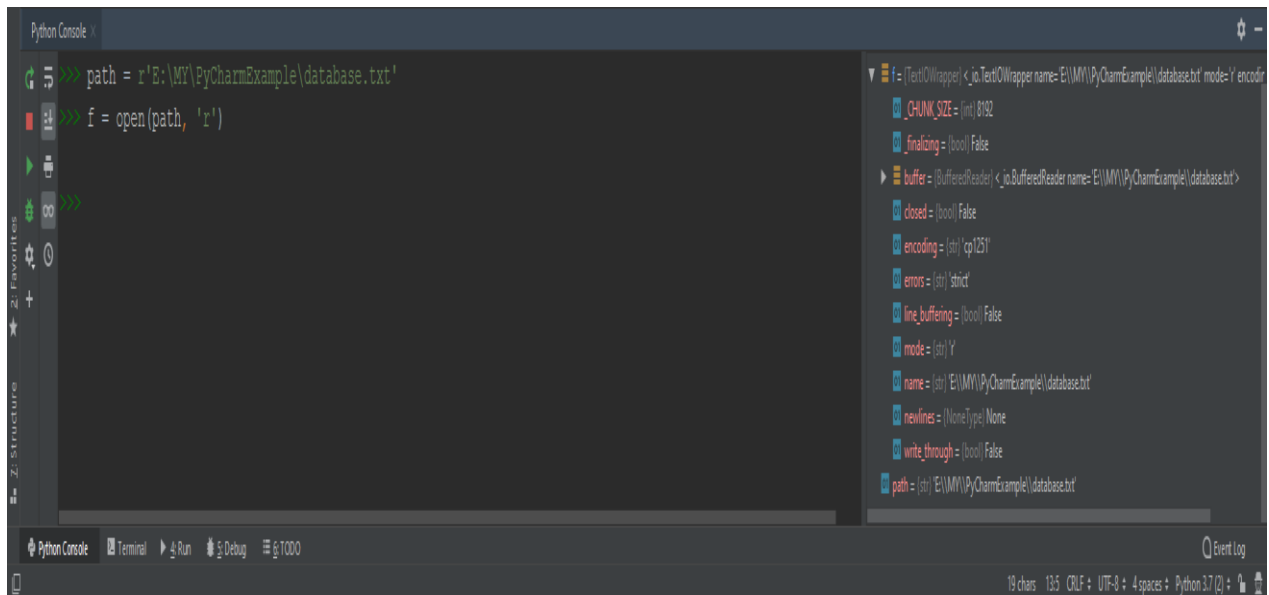 Python Console ×
>>> path = r'E:\MY\PyCharmExample\database.txt'
>>> f = open(path, 'r')
>>>
f = {TextIOWrapper} <_io.TextIOWrapper name='E:\\MY\\PyCharmExample\\database.txt' mode='r' encodin
_CHUNK_SIZE = {int} 8192
_finalizing = {bool} False
buffer = {BufferedReader} <_io.BufferedReader name='E:\\MY\\PyCharmExample\\database.txt'>
closed = {bool} False
encoding = {str} 'cp1251'
errors = {str} 'strict'
line_buffering = {bool} False
mode = {str} 'r'
name = {str} 'E:\\MY\\PyCharmExample\\database.txt'
newlines = {NoneType} None
write_through = {bool} False
path = {str} 'E:\\MY\\PyCharmExample\\database.txt'
2: Favorites
Z: Structure
Python Console Terminal 4: Run 5: Debug 6: TODO Event Log
19 chars 13:5 CRLF UTF-8 4 spaces Python 3.7 (2)